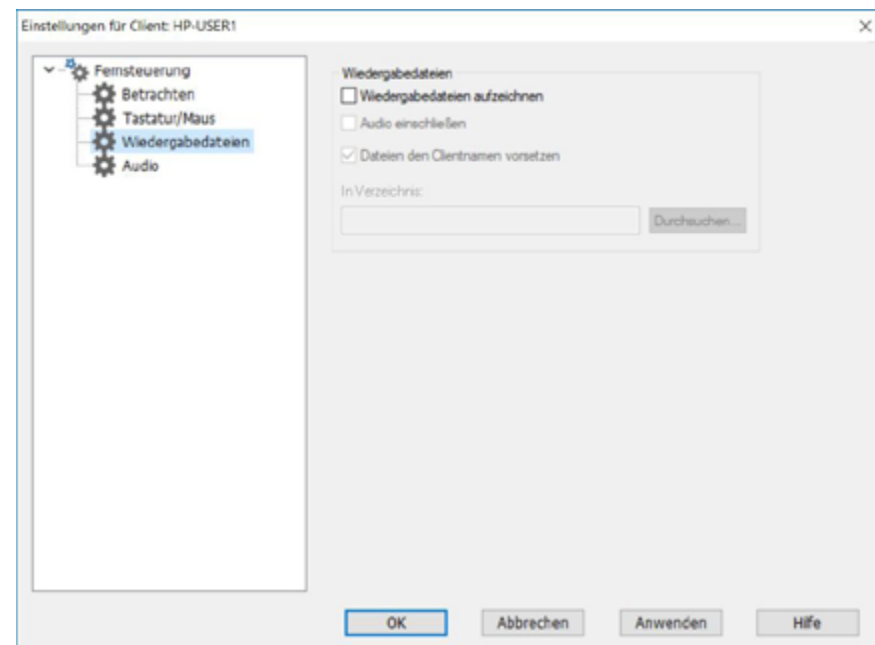 Einstellungen für Client: HP-USER1
Fernsteuerung
Betrachten
Tastatur/Maus
Wiedergabedateien
Audio
Wiedergabedateien
Wiedergabedateien aufzeichnen
Audio einschließen
Dateien den Clientnamen vorsetzen
In Verzeichnis:
Durchsuchen...
OK Abbrechen Anwenden Hilfe